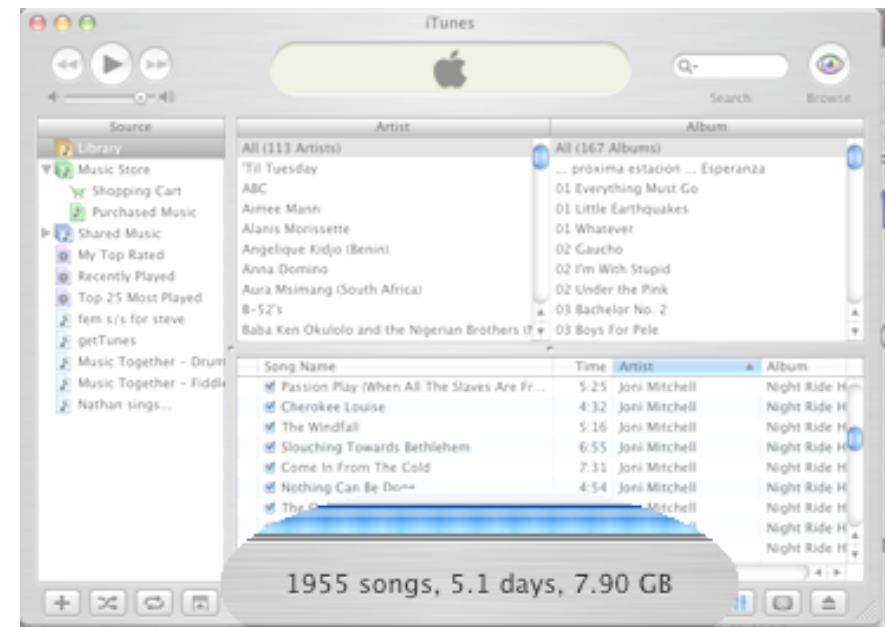 iTunes
Search
Browse
Source
Library
Music Store
Shopping Cart
Purchased Music
Shared Music
My Top Rated
Recently Played
Top 25 Most Played
fem s/s for steve
getTunes
Music Together - Drum
Music Together - Fiddle
Nathan sings...
Artist Album
All (113 Artists) All (167 Albums)
'Til Tuesday ... proxima estacion ... Esperanza
ABC 01 Everything Must Go
Aimee Mann 01 Little Earthquakes
Alanis Morissette 01 Whatever
Angelique Kidjo (Benin) 02 Gaucho
Anna Domino 02 I'm With Stupid
Aura Msimang (South Africa) 02 Under the Pink
B-52's 03 Bachelor No. 2
Baba Ken Okulolo and the Nigerian Brothers 03 Boys For Pele
Song Name Time Artist Album
Passion Play (When All The Slaves Are Fr... 5:25 Joni Mitchell Night Ride H
Cherokee Louise 4:32 Joni Mitchell Night Ride H
The Windfall 5:16 Joni Mitchell Night Ride H
Slouching Towards Bethlehem 6:55 Joni Mitchell Night Ride H
Come In From The Cold 7:31 Joni Mitchell Night Ride H
Nothing Can Be Done 4:54 Joni Mitchell Night Ride H
The Mitchell Night Ride H
Night Ride H
Night Ride H
1955 songs, 5.1 days, 7.90 GB